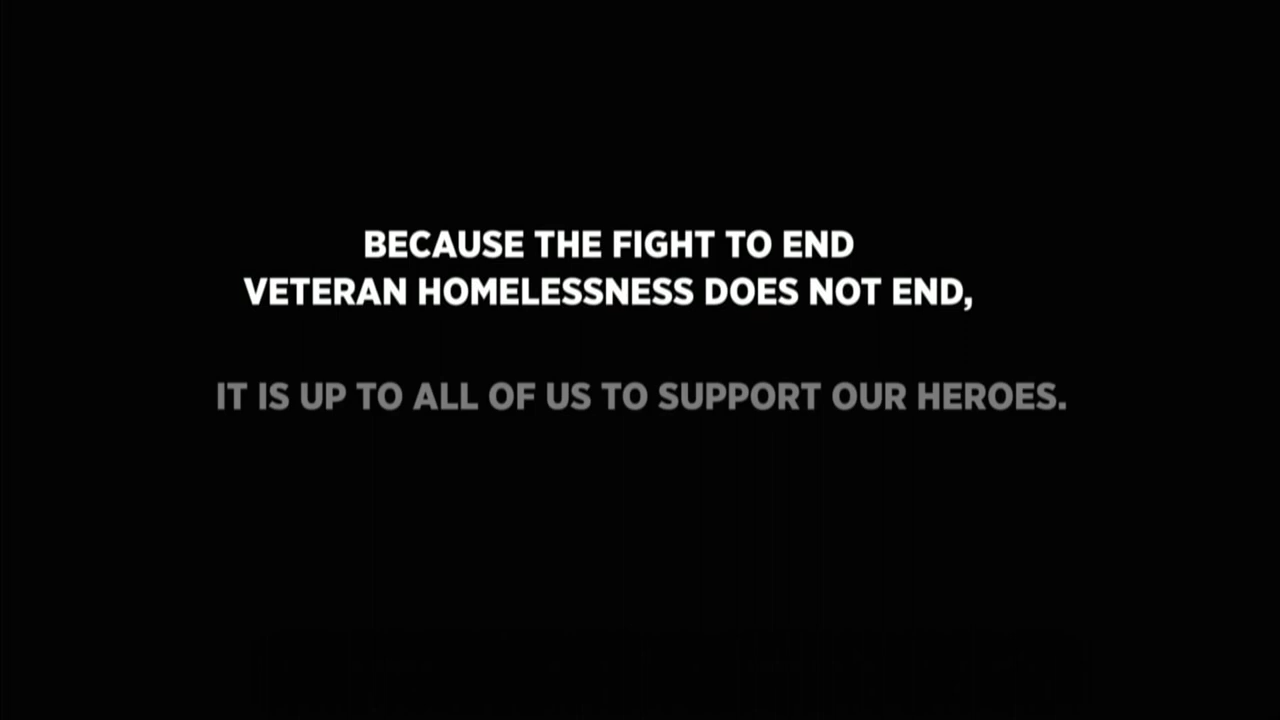 BECAUSE THE FIGHT TO END
VETERAN HOMELESSNESS DOES NOT END,
IT IS UP TO ALL OF US TO SUPPORT OUR HEROES.